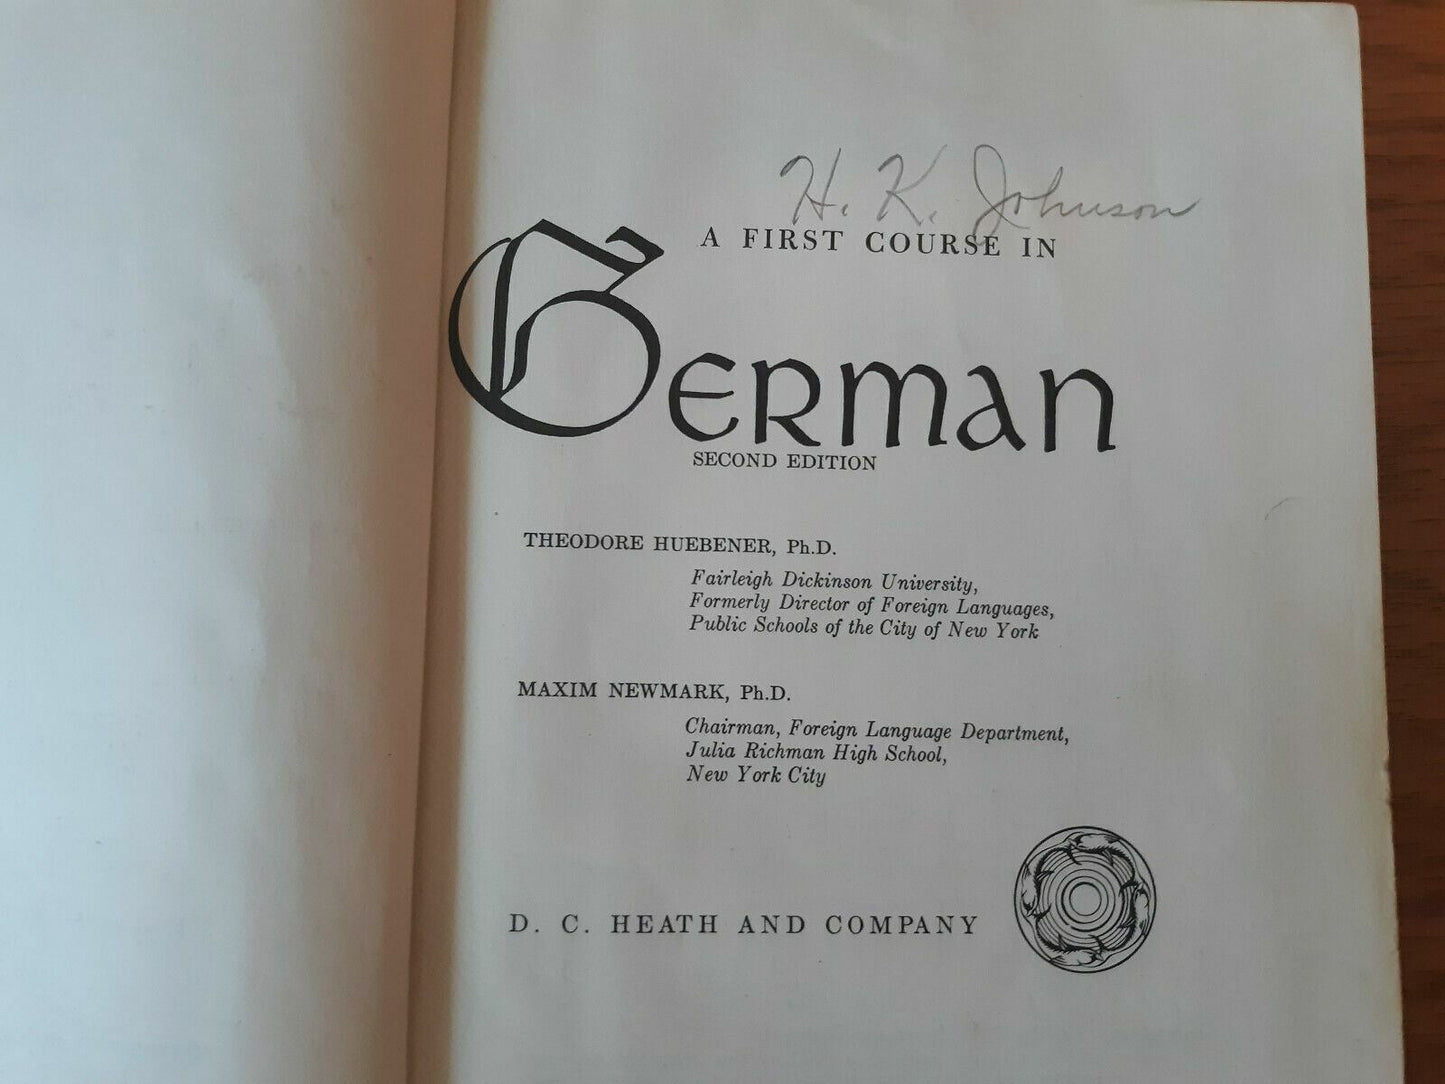 H. K. Johnson
A FIRST COURSE IN
German
SECOND EDITION
THEODORE HUEBENER, Ph.D.
Fairleigh Dickinson University,
Formerly Director of Foreign Languages,
Public Schools of the City of New York
MAXIM NEWMARK, Ph.D.
Chairman, Foreign Language Department,
Julia Richman High School,
New York City
D. C. HEATH AND COMPANY